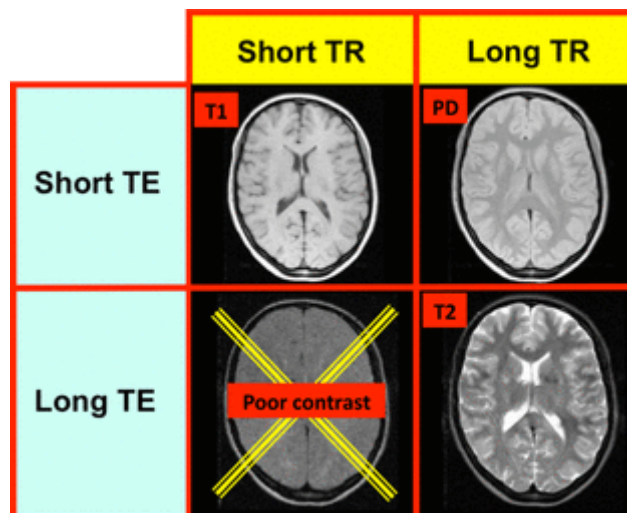 Short TR
Long TR
Short TE
T1
PD
Long TE
Poor contrast
T2